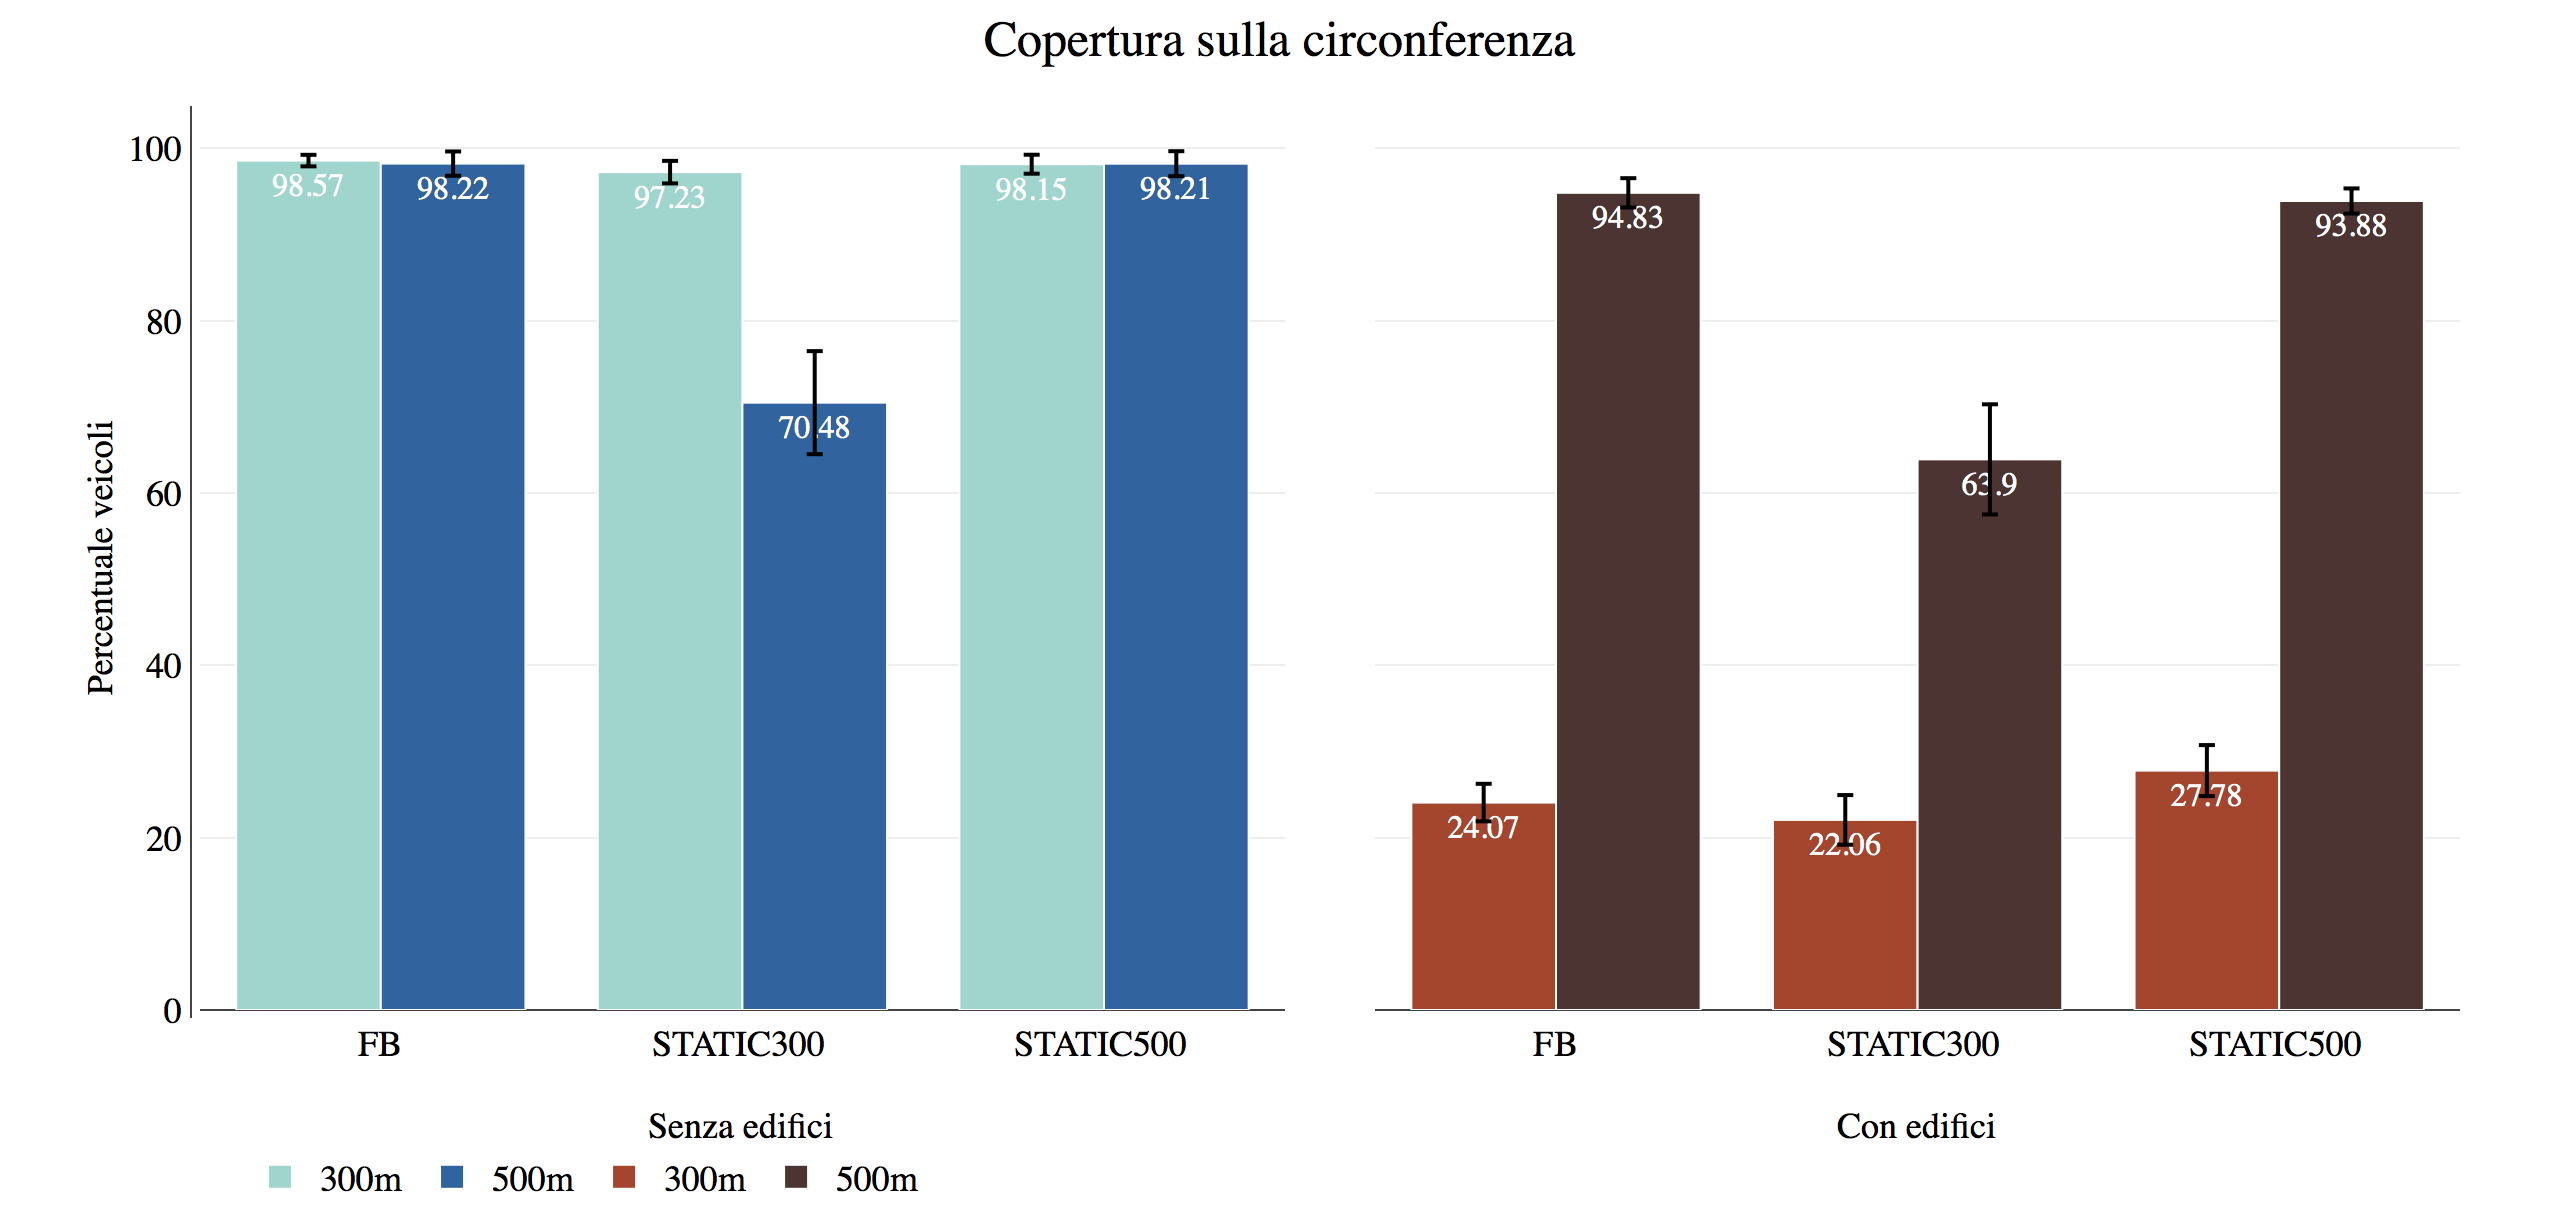 Copertura sulla circonferenza
Percentuale veicoli
100
80
60
40
20
0
98.57
98.22
97.23
70.48
98.15
98.21
24.07
94.83
22.06
63.9
27.78
93.88
FB STATIC300 STATIC500
FB STATIC300 STATIC500
Senza edifici
Con edifici
300m 500m 300m 500m